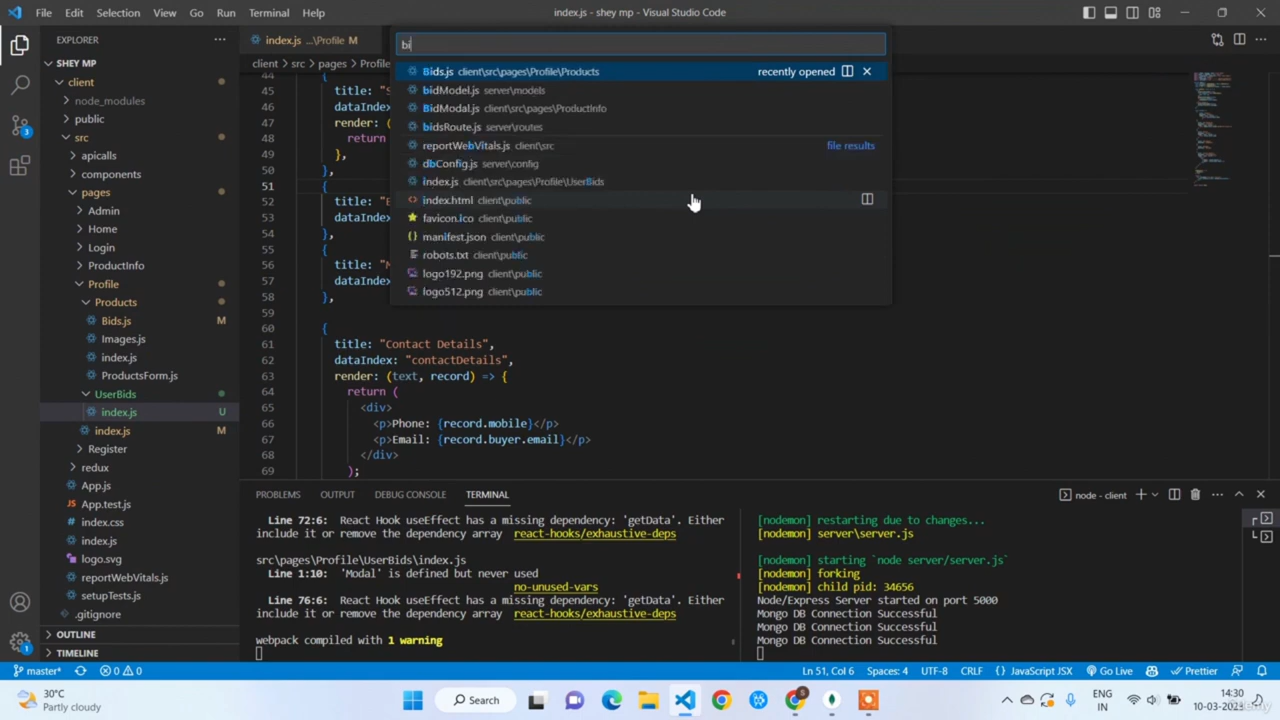 File Edit Selection View Go Run Terminal Help
index.js - shey mp - Visual Studio Code
EXPLORER
SHEY MP
client
node_modules
public
src
apicalls
components
pages
Admin
Home
Login
ProductInfo
Profile
Products
Bids.js M
Images.js
index.js
ProductsForm.js
UserBids
index.js U
index.js M
Register
redux
App.js
App.test.js
index.css
index.js
logo.svg
reportWebVitals.js
setupTests.js
.gitignore
OUTLINE
TIMELINE
index.js ...\Profile M
client > src > pages > Profile
bi
Bids.js client\src\pages\Profile\Products recently opened
bidModel.js server\models
BidModal.js client\src\pages\ProductInfo
bidsRoute.js server\routes
reportWebVitals.js client\src file results
dbConfig.js server\config
index.js client\src\pages\Profile\UserBids
index.html client\public
favicon.ico client\public
manifest.json client\public
robots.txt client\public
logo192.png client\public
logo512.png client\public
44 {
45 title: "S
46 dataIndex
47 render: (
48 return
49 },
50 },
51 {
52 title: "B
53 dataIndex
54 },
55 {
56 title: "M
57 dataIndex
58 },
59
60 {
61 title: "Contact Details",
62 dataIndex: "contactDetails",
63 render: (text, record) => {
64 return (
65 <div>
66 <p>Phone: {record.mobile}</p>
67 <p>Email: {record.buyer.email}</p>
68 </div>
69 );
PROBLEMS OUTPUT DEBUG CONSOLE TERMINAL
node - client
Line 72:6: React Hook useEffect has a missing dependency: 'getData'. Either
include it or remove the dependency array react-hooks/exhaustive-deps
src\pages\Profile\UserBids\index.js
Line 1:10: 'Modal' is defined but never used
no-unused-vars
Line 76:6: React Hook useEffect has a missing dependency: 'getData'. Either
include it or remove the dependency array react-hooks/exhaustive-deps
webpack compiled with 1 warning
[nodemon] restarting due to changes...
[nodemon] server\server.js
[nodemon] starting `node server/server.js`
[nodemon] forking
[nodemon] child pid: 34656
Node/Express Server started on port 5000
Mongo DB Connection Successful
Mongo DB Connection Successful
Mongo DB Connection Successful
master* 0 0 Ln 51, Col 6 Spaces: 4 UTF-8 CRLF JavaScript JSX Go Live Prettier
30°C
Partly cloudy
Search
ENG
IN
14:30
10-03-2023